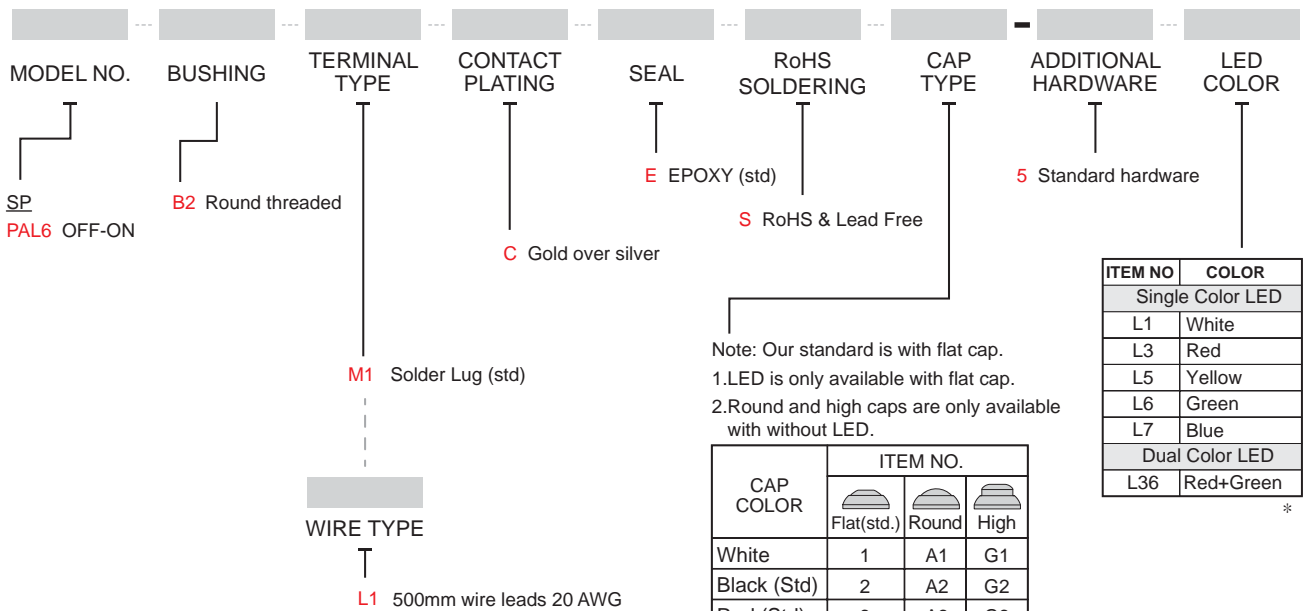 MODEL NO.
BUSHING
TERMINAL
TYPE
CONTACT
PLATING
SEAL
RoHS
SOLDERING
CAP
TYPE
ADDITIONAL
HARDWARE
LED
COLOR
SP
PAL6 OFF-ON
B2 Round threaded
M1 Solder Lug (std)
WIRE TYPE
L1 500mm wire leads 20 AWG
C Gold over silver
E EPOXY (std)
S RoHS & Lead Free
Note: Our standard is with flat cap.
1.LED is only available with flat cap.
2.Round and high caps are only available
with without LED.
CAP
COLOR
ITEM NO.
Flat(std.) Round High
White 1 A1 G1
Black (Std) 2 A2 G2
5 Standard hardware
ITEM NO COLOR
Single Color LED
L1 White
L3 Red
L5 Yellow
L6 Green
L7 Blue
Dual Color LED
L36 Red+Green
*